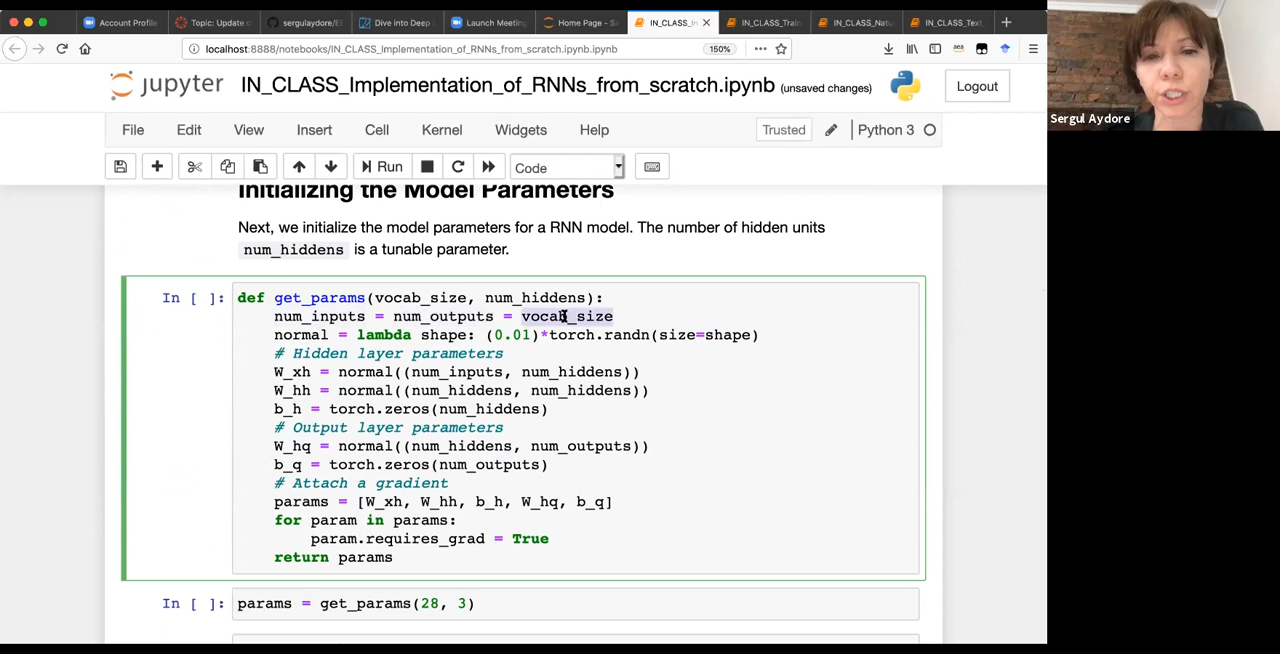 Account Profile
Topic: Update o
sergulaydore/E
Dive into Deep
Launch Meeting
Home Page - Se
IN_CLASS_I
IN_CLASS_Train
IN_CLASS_Natu
IN_CLASS_Text_
localhost:8888/notebooks/IN_CLASS_Implementation_of_RNNs_from_scratch.ipynb.ipynb
150%
jupyter IN_CLASS_Implementation_of_RNNs_from_scratch.ipynb (unsaved changes)
Logout
File Edit View Insert Cell Kernel Widgets Help
Trusted
Python 3
Run
Code
Initializing the Model Parameters
Next, we initialize the model parameters for a RNN model. The number of hidden units
num_hiddens is a tunable parameter.
In [ ]: def get_params(vocab_size, num_hiddens):
num_inputs = num_outputs = vocab_size
normal = lambda shape: (0.01)*torch.randn(size=shape)
# Hidden layer parameters
W_xh = normal((num_inputs, num_hiddens))
W_hh = normal((num_hiddens, num_hiddens))
b_h = torch.zeros(num_hiddens)
# Output layer parameters
W_hq = normal((num_hiddens, num_outputs))
b_q = torch.zeros(num_outputs)
# Attach a gradient
params = [W_xh, W_hh, b_h, W_hq, b_q]
for param in params:
param.requires_grad = True
return params
In [ ]: params = get_params(28, 3)
Sergul Aydore